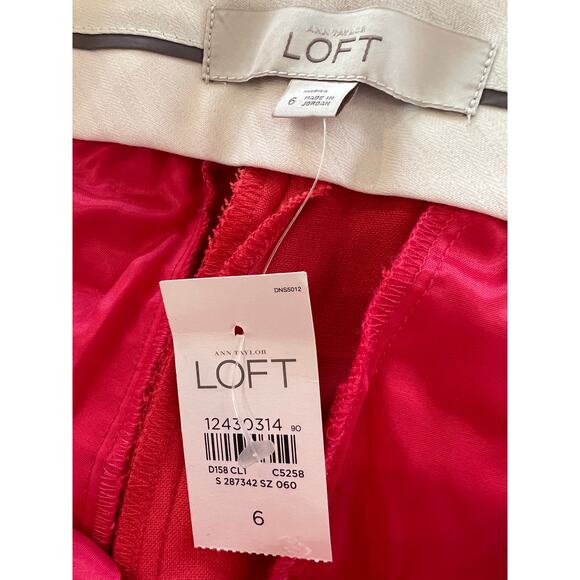 ANN TAYLOR
LOFT
6
MADE IN
JORDAN
DNS5012
ANN TAYLOR
LOFT
12430314 90
D158 CL1 C5258
S 287342 SZ 060
6